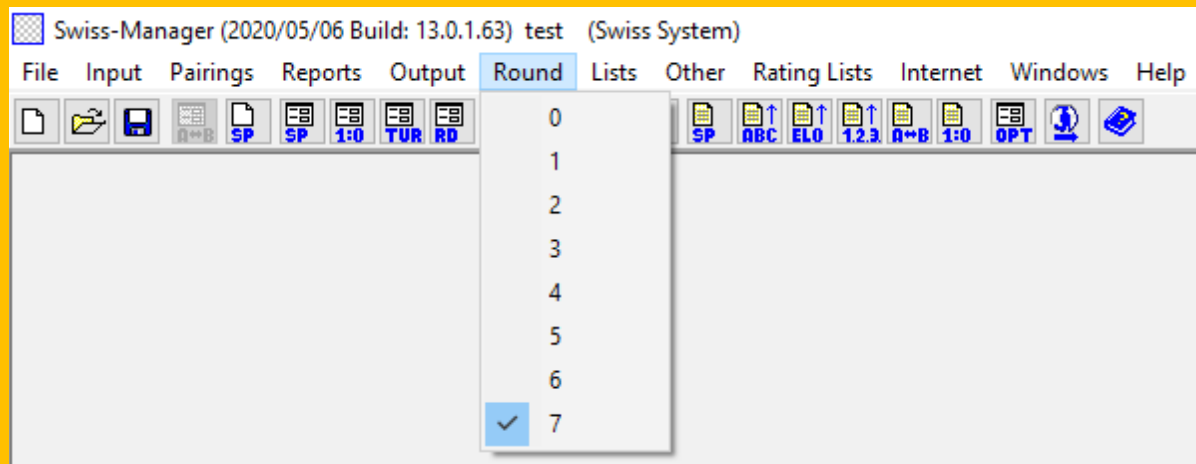 Swiss-Manager (2020/05/06 Build: 13.0.1.63) test (Swiss System)
File Input Pairings Reports Output Round Lists Other Rating Lists Internet Windows Help
A↔B SP SP 1:0 TUR RD SP ABC ELO 1.2.3. A↔B 1:0 OPT
0
1
2
3
4
5
6
7